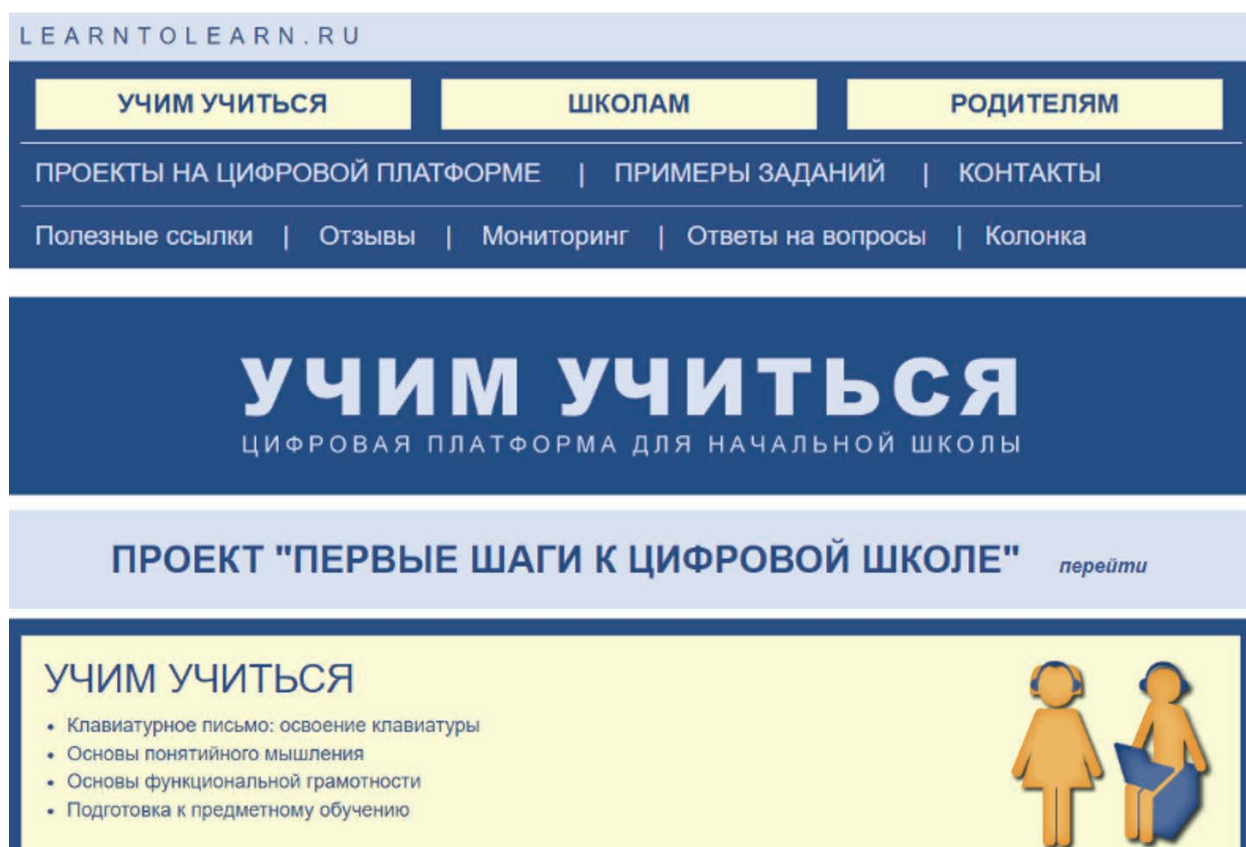 LEARNTOLEARN.RU
УЧИМ УЧИТЬСЯ ШКОЛАМ РОДИТЕЛЯМ
ПРОЕКТЫ НА ЦИФРОВОЙ ПЛАТФОРМЕ | ПРИМЕРЫ ЗАДАНИЙ | КОНТАКТЫ
Полезные ссылки | Отзывы | Мониторинг | Ответы на вопросы | Колонка
УЧИМ УЧИТЬСЯ
ЦИФРОВАЯ ПЛАТФОРМА ДЛЯ НАЧАЛЬНОЙ ШКОЛЫ
ПРОЕКТ "ПЕРВЫЕ ШАГИ К ЦИФРОВОЙ ШКОЛЕ" перейти
УЧИМ УЧИТЬСЯ
• Клавиатурное письмо: освоение клавиатуры
• Основы понятийного мышления
• Основы функциональной грамотности
• Подготовка к предметному обучению